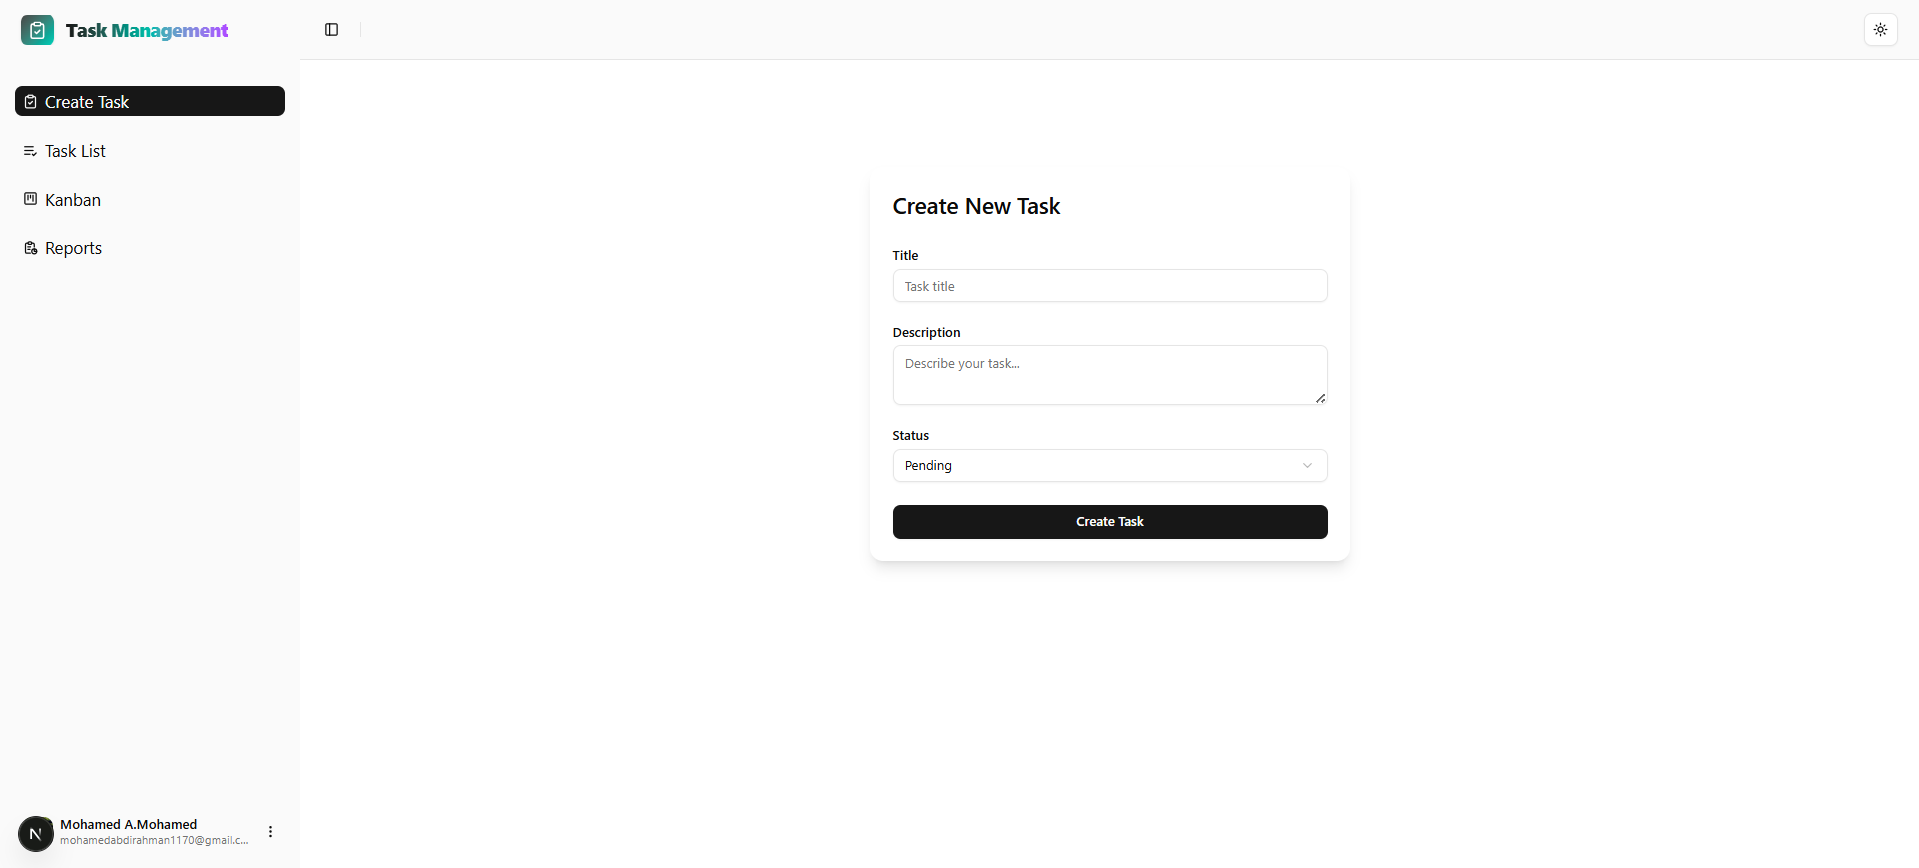 Task Management
Create Task
Task List
Kanban
Reports
Create New Task
Title
Task title
Description
Describe your task...
Status
Pending
Create Task
N
Mohamed A.Mohamed
mohamedabdirahman1170@gmail.c...